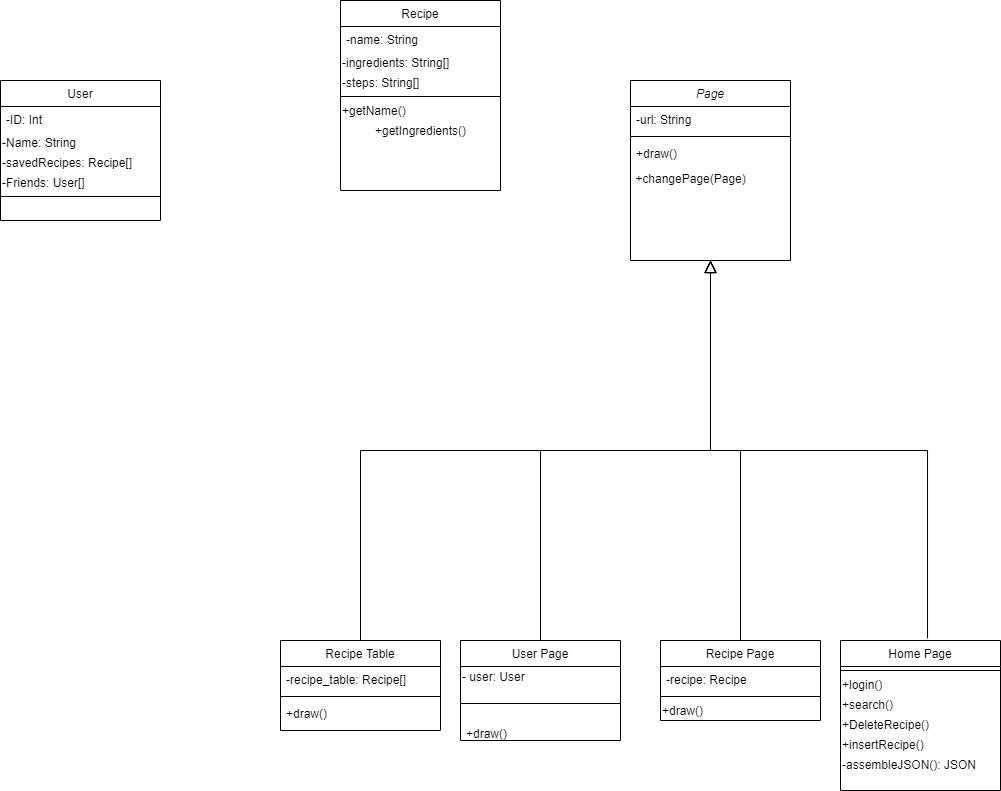 Recipe
-name: String
-ingredients: String[]
-steps: String[]
+getName()
+getIngredients()
User
-ID: Int
-Name: String
-savedRecipes: Recipe[]
-Friends: User[]
Page
-url: String
+draw()
+changePage(Page)
Recipe Table
-recipe_table: Recipe[]
+draw()
User Page
- user: User
+draw()
Recipe Page
-recipe: Recipe
+draw()
Home Page
+login()
+search()
+DeleteRecipe()
+insertRecipe()
-assembleJSON(): JSON